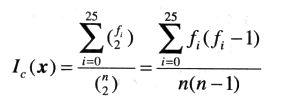 $$I_c(x) = \frac{\sum_{i=0}^{25} \binom{f_i}{2}}{\binom{n}{2}} = \frac{\sum_{i=0}^{25} f_i(f_i - 1)}{n(n-1)}$$